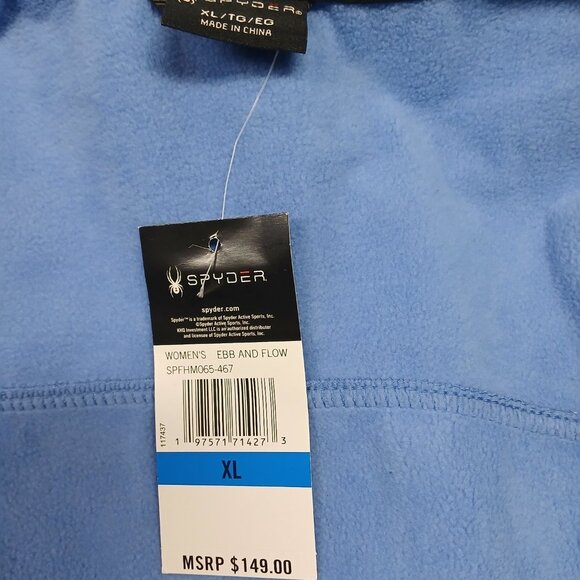 SPYDER®
XL/TG/EG
MADE IN CHINA
SPYDER
spyder.com
Spyder™ is a trademark of Spyder Active Sports, Inc.
©Spyder Active Sports, Inc.
KHQ Investment LLC is an authorized distributor
and licensee of Spyder Active Sports, Inc.
WOMEN'S EBB AND FLOW
SPFHM065-467
117437
1 97571 71427 3
XL
MSRP $149.00